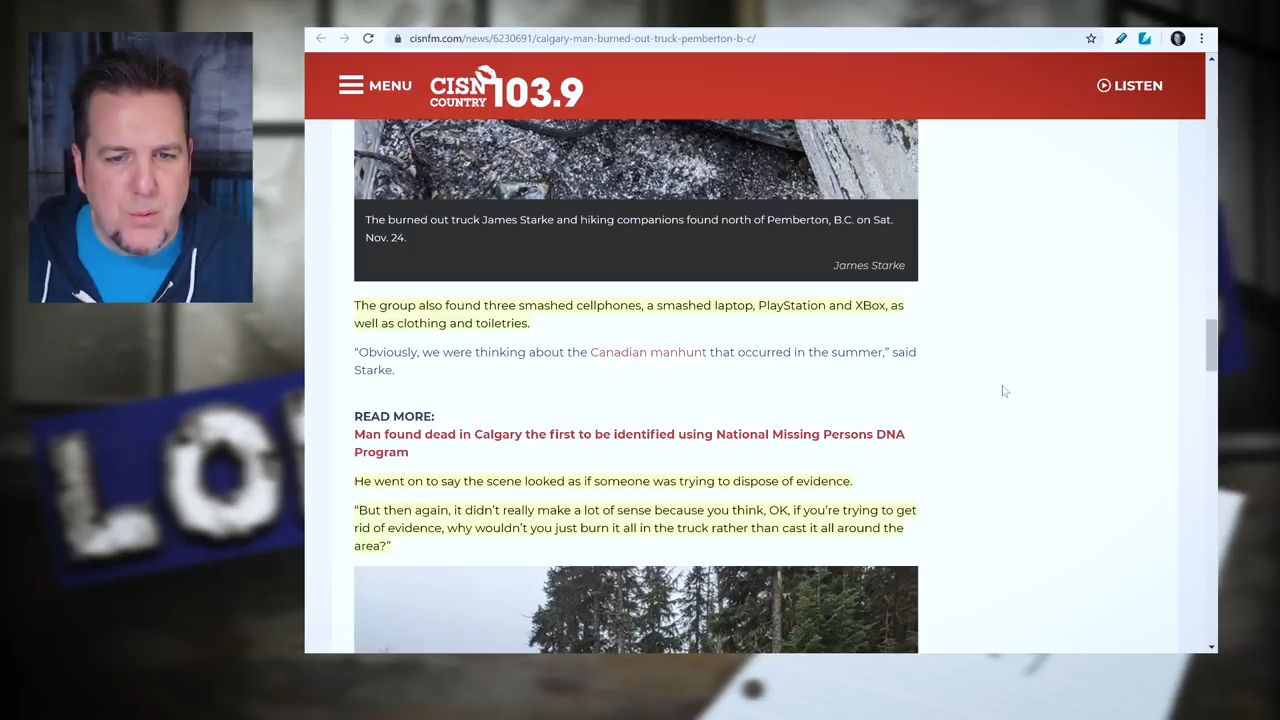 cisnfm.com/news/6230691/calgary-man-burned-out-truck-pemberton-b-c/
MENU
CISN
COUNTRY
103.9
LISTEN
The burned out truck James Starke and hiking companions found north of Pemberton, B.C. on Sat.
Nov. 24.
James Starke
The group also found three smashed cellphones, a smashed laptop, PlayStation and XBox, as
well as clothing and toiletries.
“Obviously, we were thinking about the Canadian manhunt that occurred in the summer,” said
Starke.
READ MORE:
Man found dead in Calgary the first to be identified using National Missing Persons DNA
Program
He went on to say the scene looked as if someone was trying to dispose of evidence.
“But then again, it didn’t really make a lot of sense because you think, OK, if you’re trying to get
rid of evidence, why wouldn’t you just burn it all in the truck rather than cast it all around the
area?”